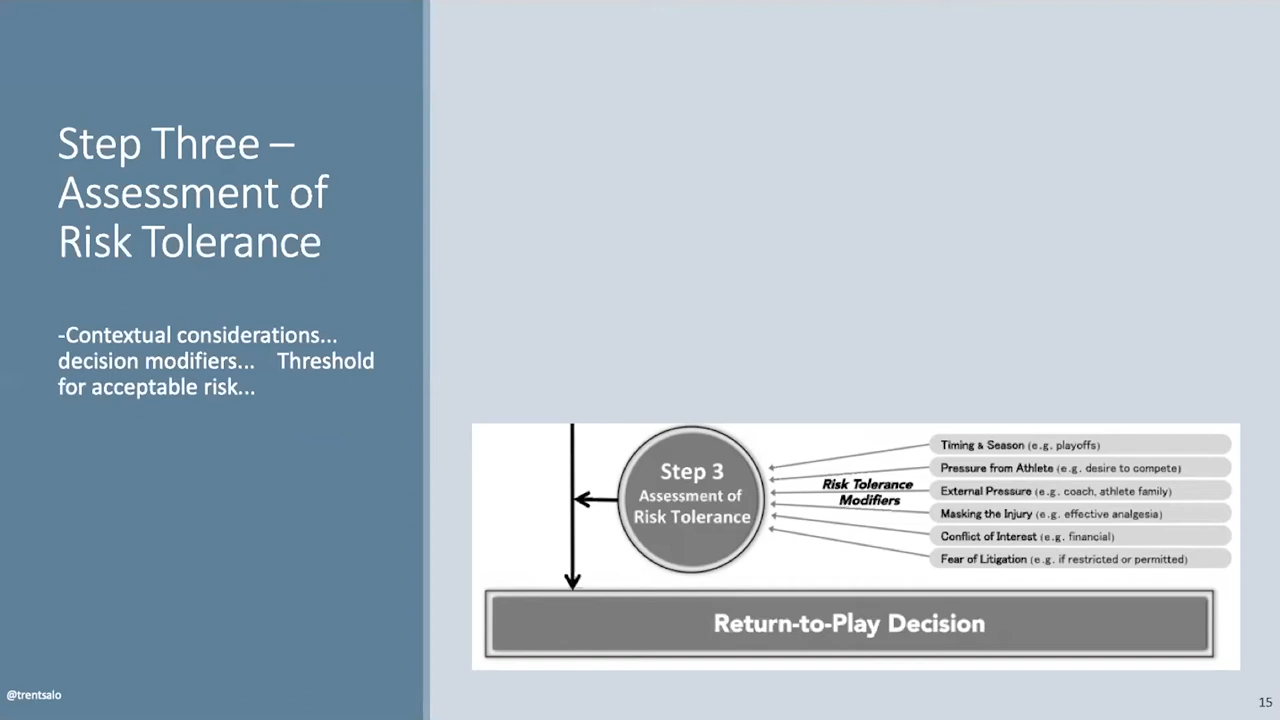 Step Three –
Assessment of
Risk Tolerance
-Contextual considerations...
decision modifiers... Threshold
for acceptable risk...
Step 3
Assessment of
Risk Tolerance
Risk Tolerance
Modifiers
Timing & Season (e.g. playoffs)
Pressure from Athlete (e.g. desire to compete)
External Pressure (e.g. coach, athlete family)
Masking the Injury (e.g. effective analgesia)
Conflict of Interest (e.g. financial)
Fear of Litigation (e.g. if restricted or permitted)
Return-to-Play Decision
@trentsalo
15